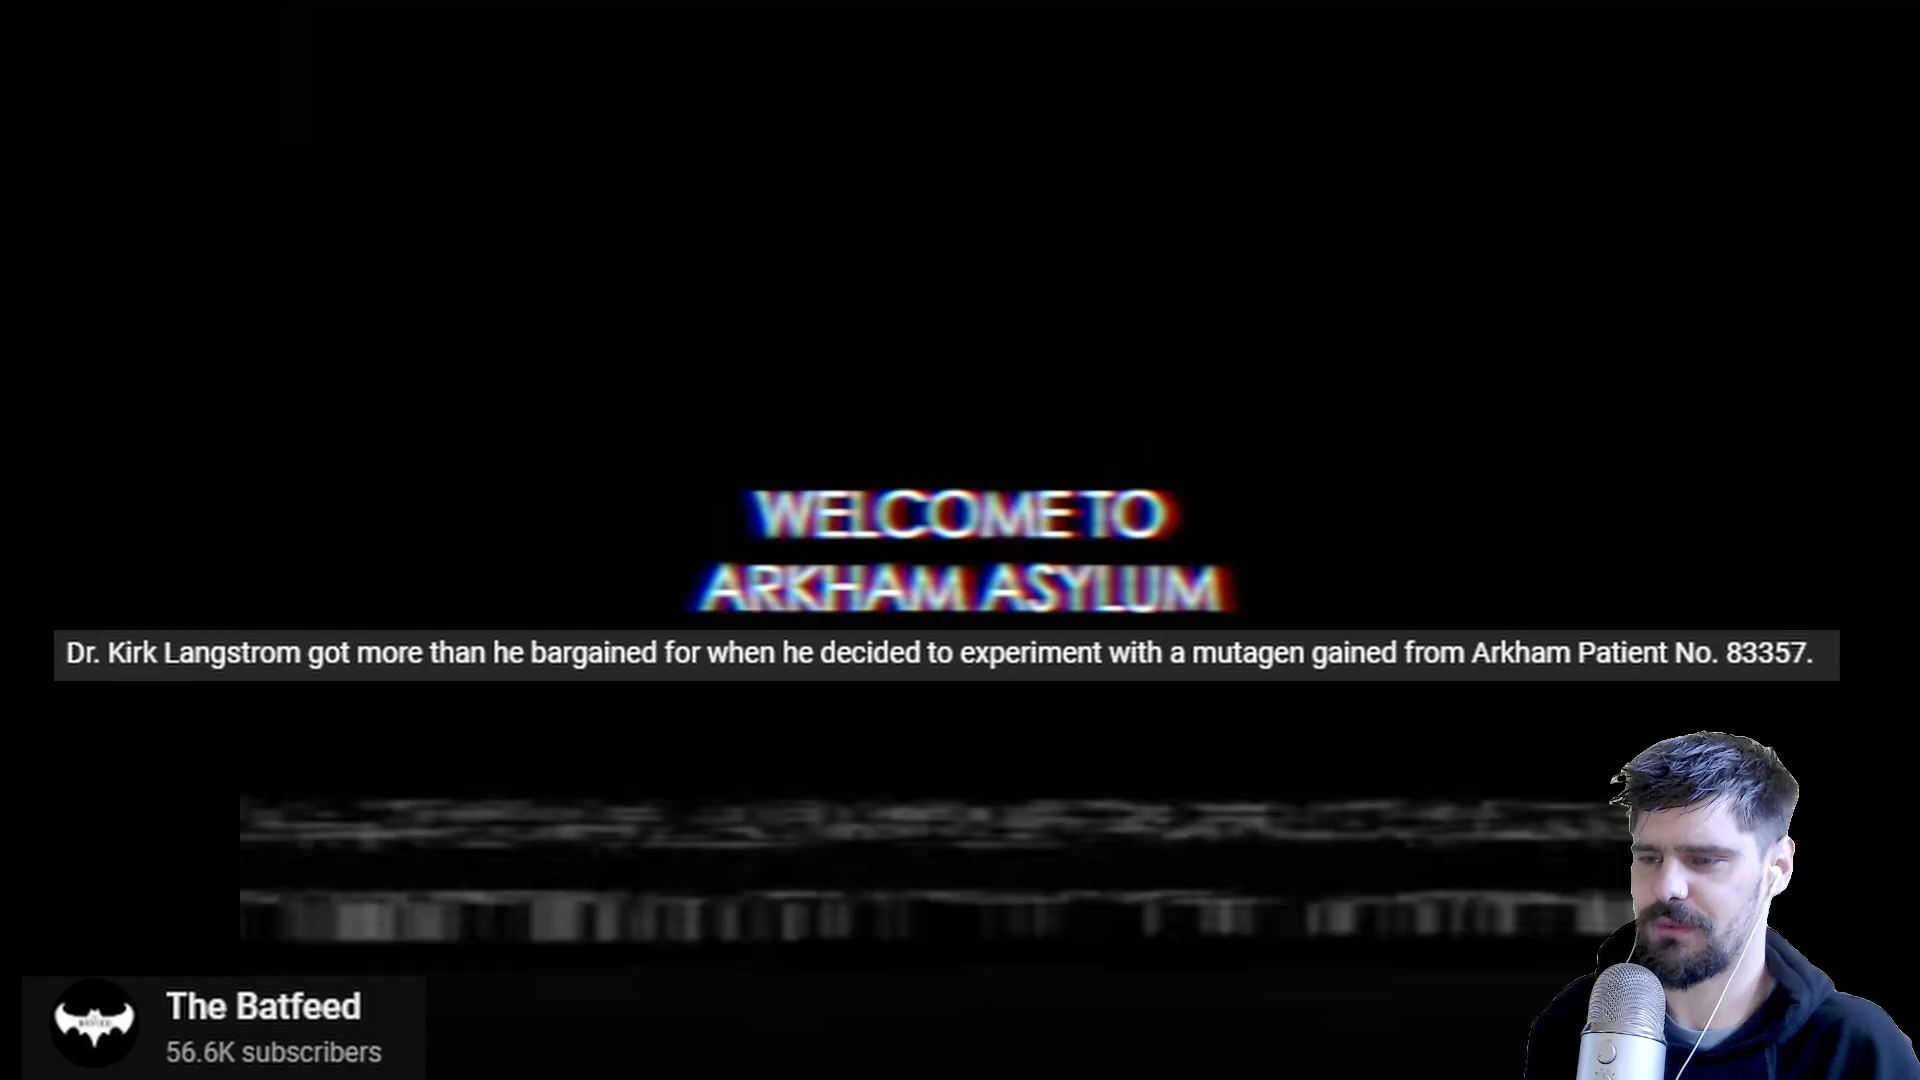 WELCOME TO
ARKHAM ASYLUM
Dr. Kirk Langstrom got more than he bargained for when he decided to experiment with a mutagen gained from Arkham Patient No. 83357.
The Batfeed
56.6K subscribers